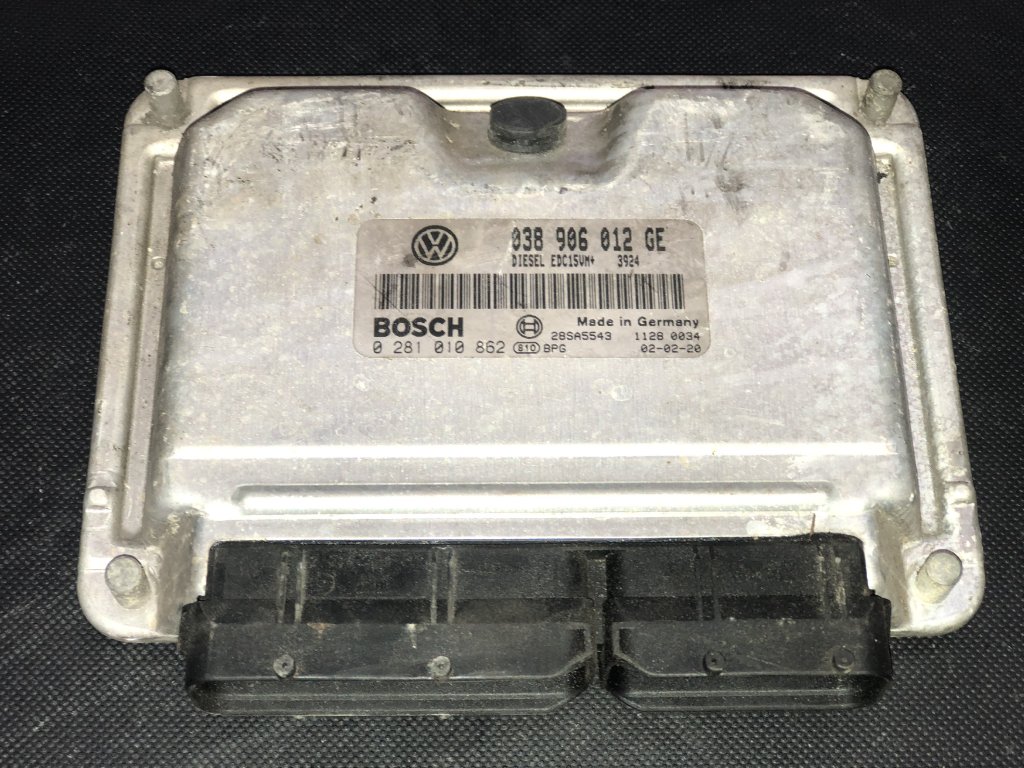 038 906 012 GE
DIESEL EDC15VM+ 3924
BOSCH Made in Germany
28SA5543 1128 0034
0 281 010 862 810 BPG 02-02-20